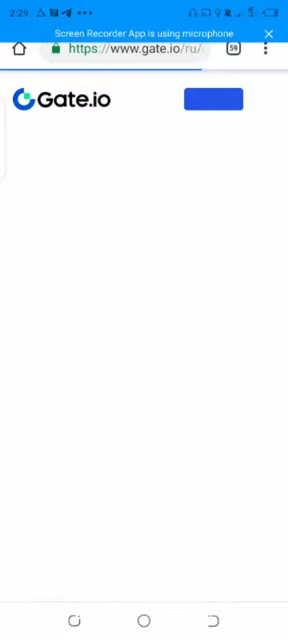 2:29
Screen Recorder App is using microphone
https://www.gate.io/ru/
59
Gate.io